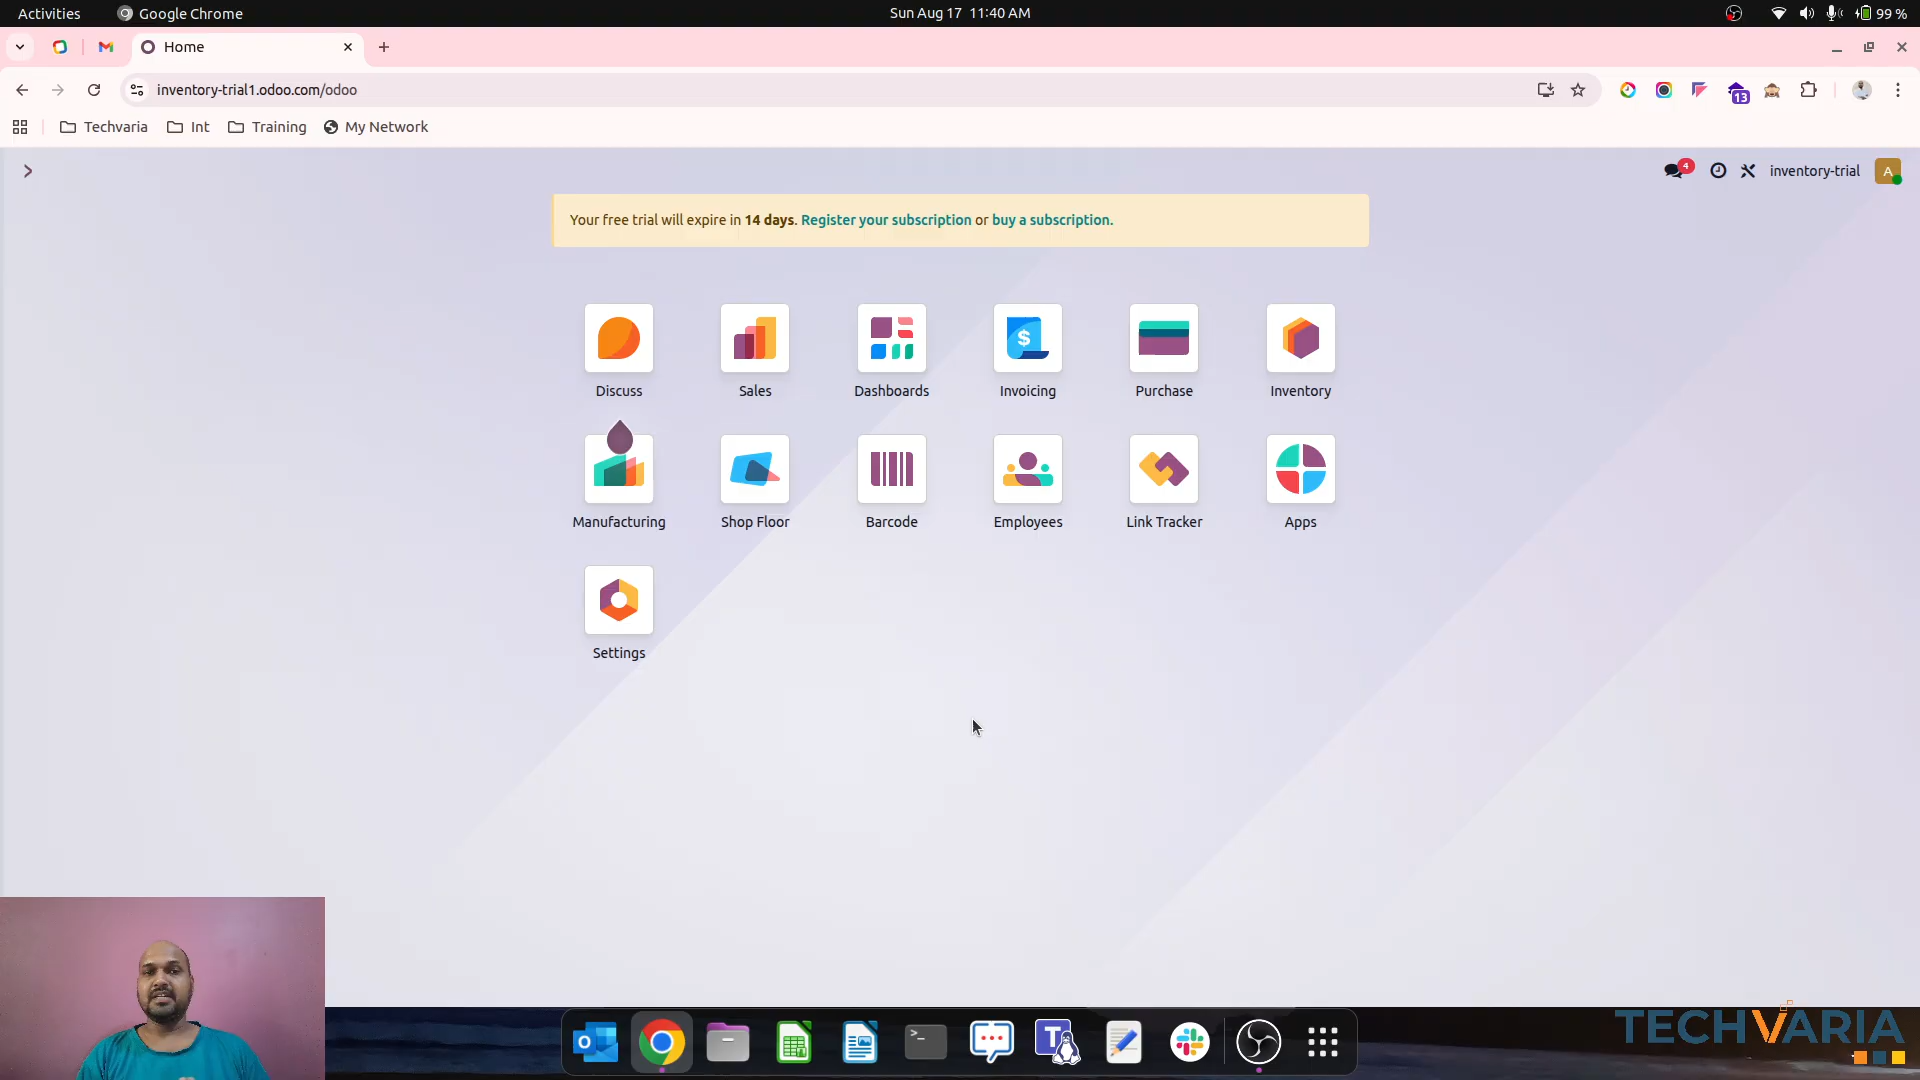 Activities Google Chrome Sun Aug 17 11:40 AM 99 %
Home
inventory-trial1.odoo.com/odoo
13
Techvaria Int Training My Network
4 inventory-trial A
Your free trial will expire in 14 days. Register your subscription or buy a subscription.
$
Discuss Sales Dashboards Invoicing Purchase Inventory
Manufacturing Shop Floor Barcode Employees Link Tracker Apps
Settings
TECHVARIA